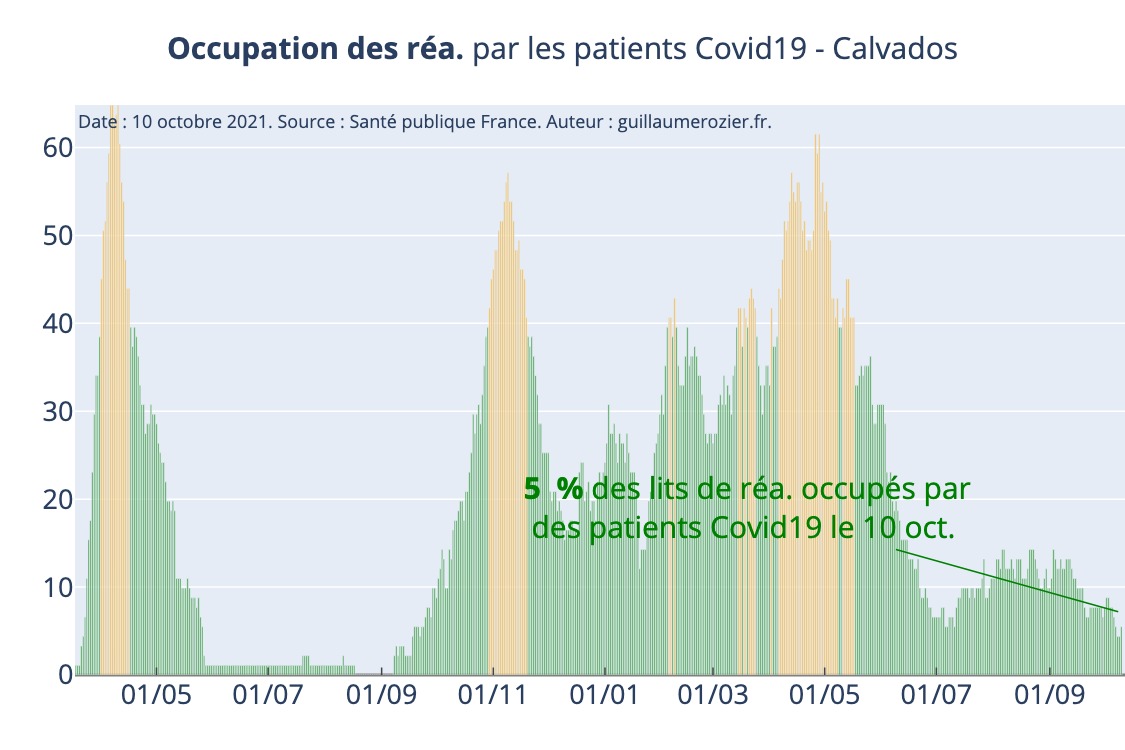 Occupation des réa. par les patients Covid19 - Calvados
Date : 10 octobre 2021. Source : Santé publique France. Auteur : guillaumerozier.fr.
60
50
40
30
20
10
0
5 % des lits de réa. occupés par
des patients Covid19 le 10 oct.
01/05 01/07 01/09 01/11 01/01 01/03 01/05 01/07 01/09